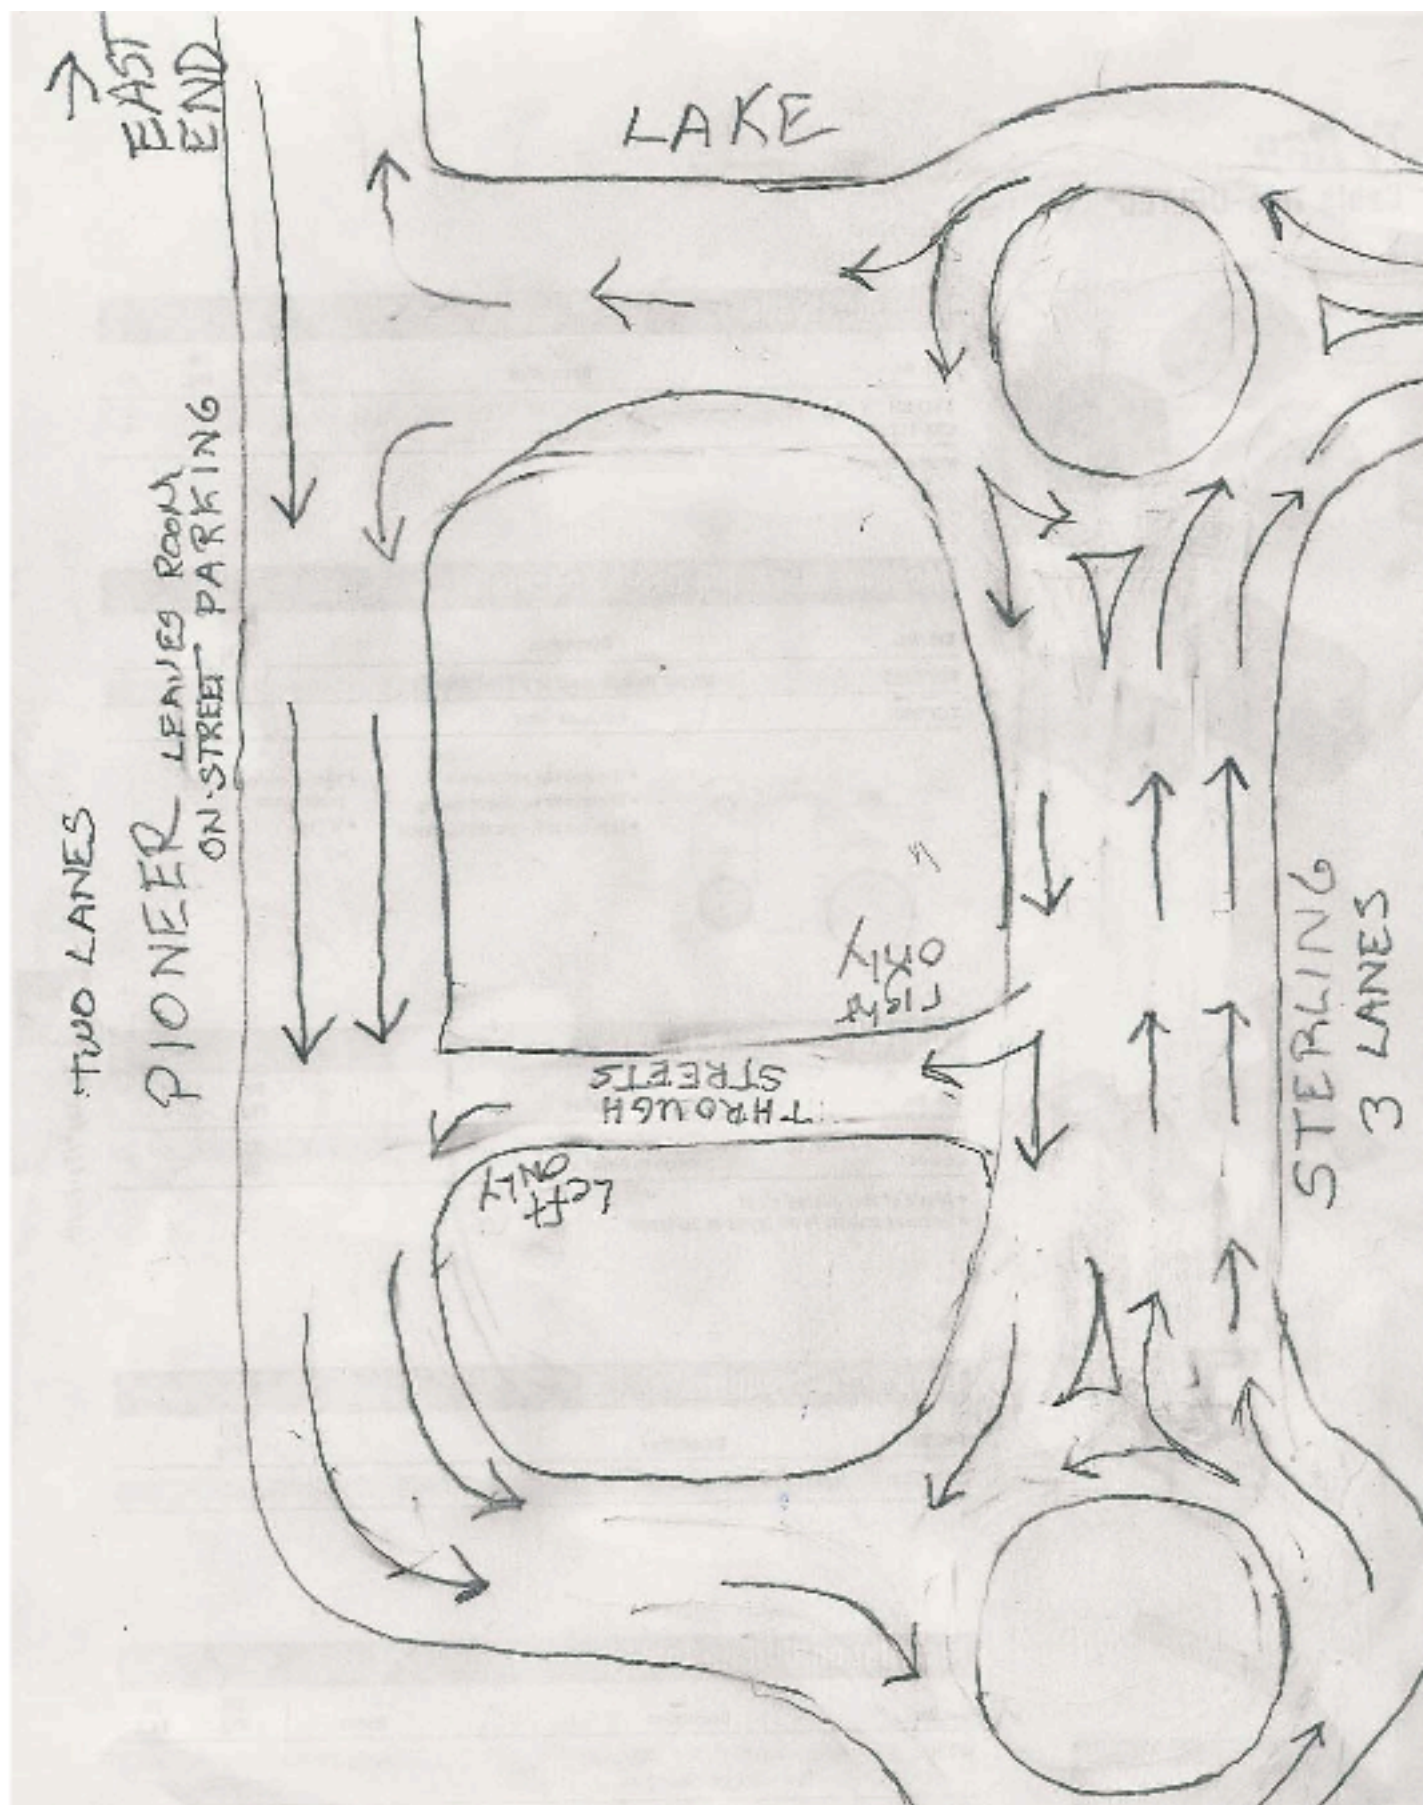 → EAST
END
LAKE
PIONEER LEAVES ROOM
ON-STREET PARKING
TWO LANES
right
only
THROUGH
STREETS
Left
ONLY
STERLING
3 LANES